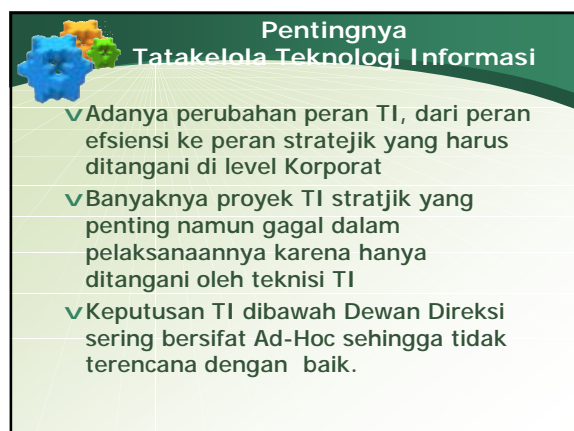 Pentingnya
Tatakelola Teknologi Informasi
vAdanya perubahan peran TI, dari peran
efsiensi ke peran stratejik yang harus
ditangani di level Korporat
vBanyaknya proyek TI stratjik yang
penting namun gagal dalam
pelaksanaannya karena hanya
ditangani oleh teknisi TI
vKeputusan TI dibawah Dewan Direksi
sering bersifat Ad-Hoc sehingga tidak
terencana dengan  baik.